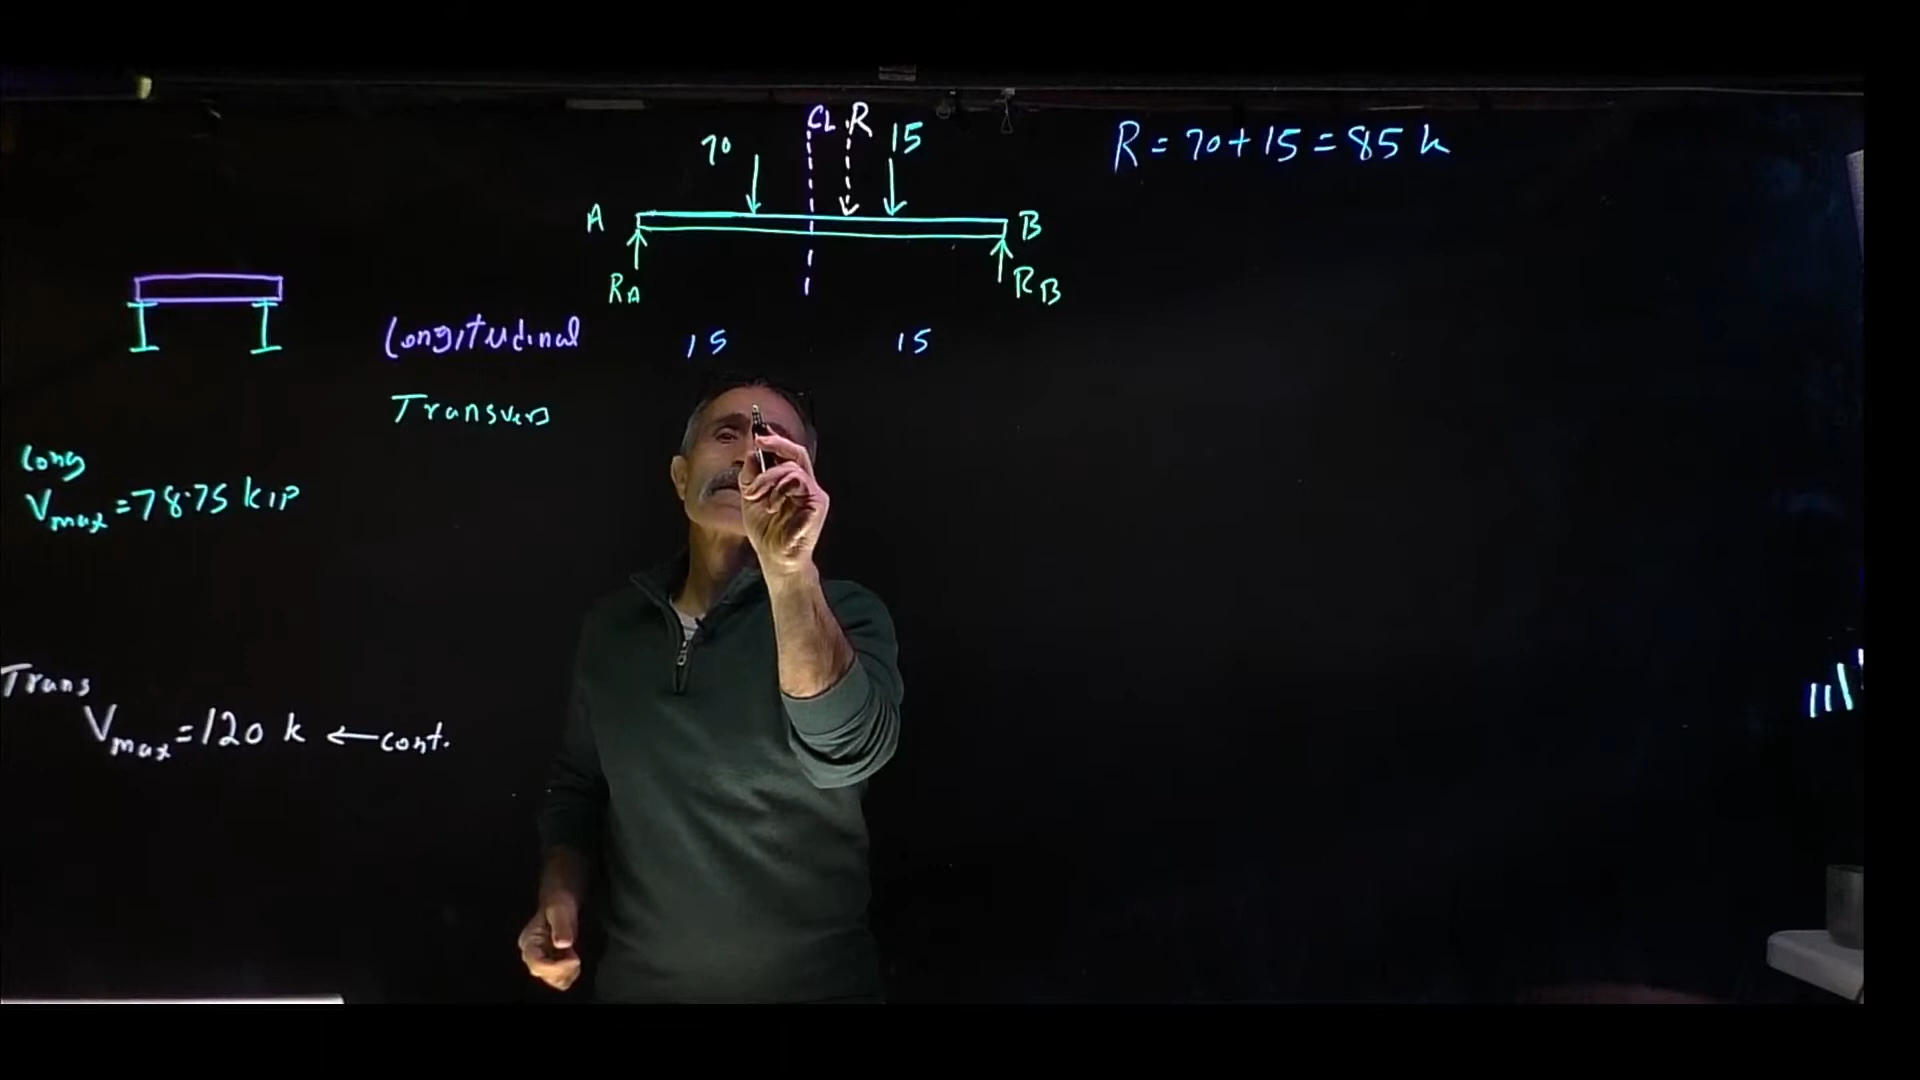 CL R
70 15
R = 70 + 15 = 85 k
A B
RA RB
Longitudinal 15 15
Transvers
Long
Vmax = 78.75 kIP
Trans
Vmax = 120 k ← cont.